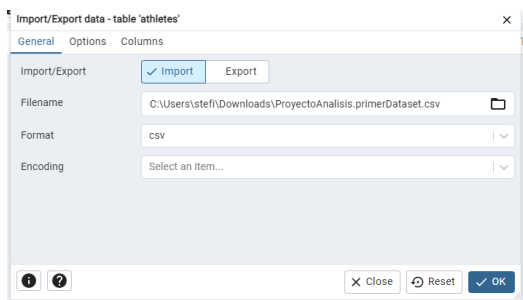 Import/Export data - table 'athletes'
General Options Columns
Import/Export Import Export
Filename C:\Users\stefi\Downloads\ProyectoAnalisis.primerDataset.csv
Format csv
Encoding Select an item...
Close Reset OK